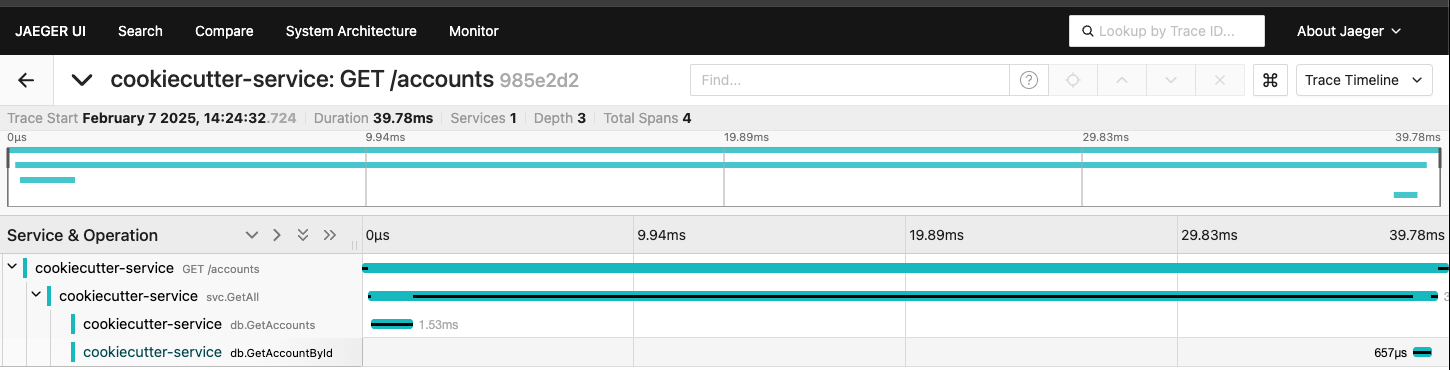 JAEGER UI Search Compare System Architecture Monitor Lookup by Trace ID... About Jaeger
cookiecutter-service: GET /accounts 985e2d2 Find... Trace Timeline
Trace Start February 7 2025, 14:24:32.724 Duration 39.78ms Services 1 Depth 3 Total Spans 4
0μs 9.94ms 19.89ms 29.83ms 39.78ms
Service & Operation 0μs 9.94ms 19.89ms 29.83ms 39.78ms
cookiecutter-service GET /accounts
cookiecutter-service svc.GetAll 3
cookiecutter-service db.GetAccounts 1.53ms
cookiecutter-service db.GetAccountById 657μs